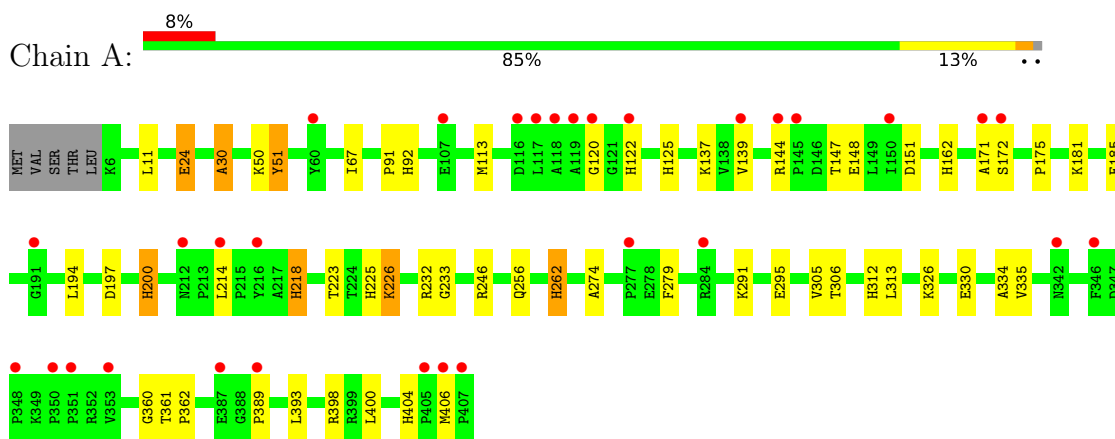 8%
Chain A:
85% 13% ..
MET VAL SER THR LEU K6 L11 E24 A30 K50 Y51 Y60 I67 P91 H92 E107 M113 D116 L117 A118 A119 G120 G121 H122 H125 K137 V138 V139 R144 P145 D146 T147 E148 L149 I150 D151 H162 A171 S172 P175 K181
G191 L194 D197 H200 N212 P213 L214 P215 Y216 A217 H218 T223 T224 H225 K226 R232 G233 R246 Q256 H262 A274 P277 E278 F279 R284 K291 E295 V305 T306 H312 L313 K326 E330 A334 V335 N342 F346
P348 K349 P350 P351 R352 V353 G360 T361 P362 E387 G388 P389 L393 R398 R399 L400 H404 P405 M406 P407